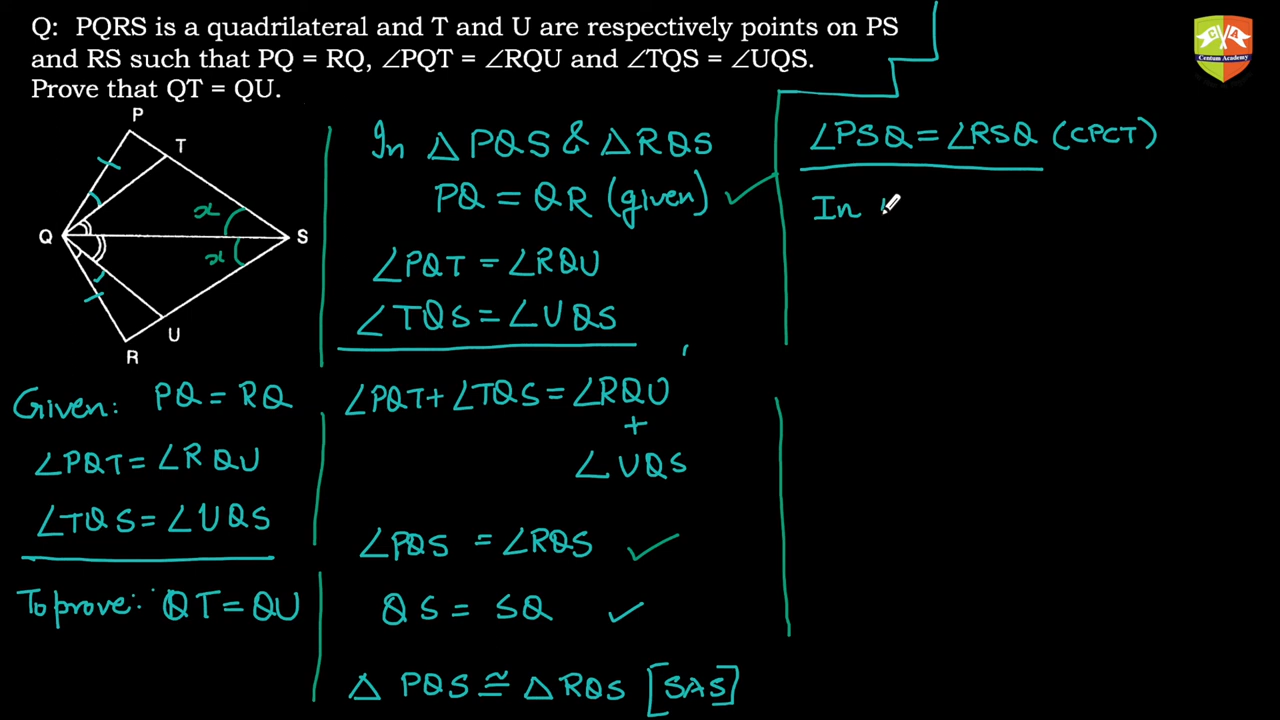 Q: PQRS is a quadrilateral and T and U are respectively points on PS
and RS such that PQ = RQ, ∠PQT = ∠RQU and ∠TQS = ∠UQS.
Prove that QT = QU.
CA
Centum Academy
P
T
Q
x
x
S
U
R
Given: PQ = RQ
∠PQT = ∠RQU
∠TQS = ∠UQS
To prove: QT = QU
In △ PQS & △ RQS
PQ = QR (given) ✓
∠PQT = ∠RQU
∠TQS = ∠UQS
∠PQT + ∠TQS = ∠RQU
+
∠UQS
∠PQS = ∠RQS ✓
QS = SQ ✓
△ PQS ≅ △ RQS [SAS]
∠PSQ = ∠RSQ (CPCT)
In